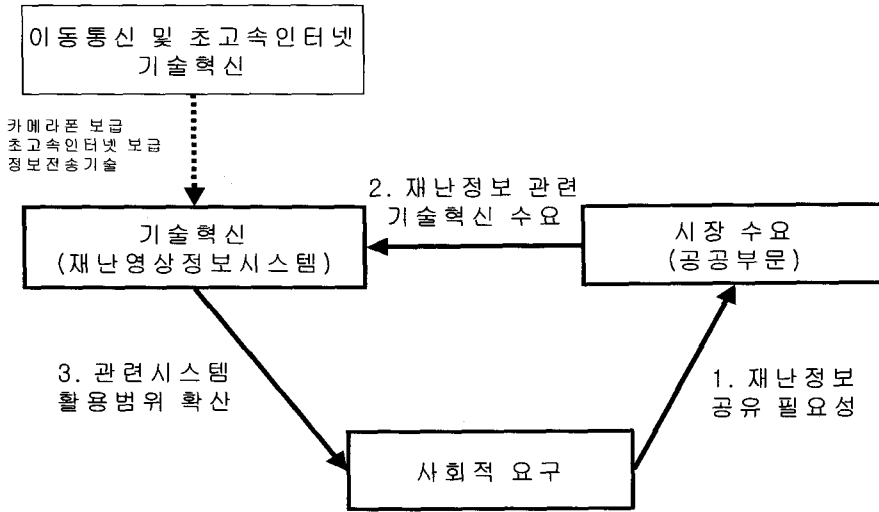 이동통신 및 초고속인터넷
기술혁신
카메라폰 보급
초고속인터넷 보급
정보전송기술
2. 재난정보 관련
기술혁신 수요
기술혁신
(재난영상정보시스템)
시장 수요
(공공부문)
3. 관련시스템
활용범위 확산
1. 재난정보
공유 필요성
사회적 요구